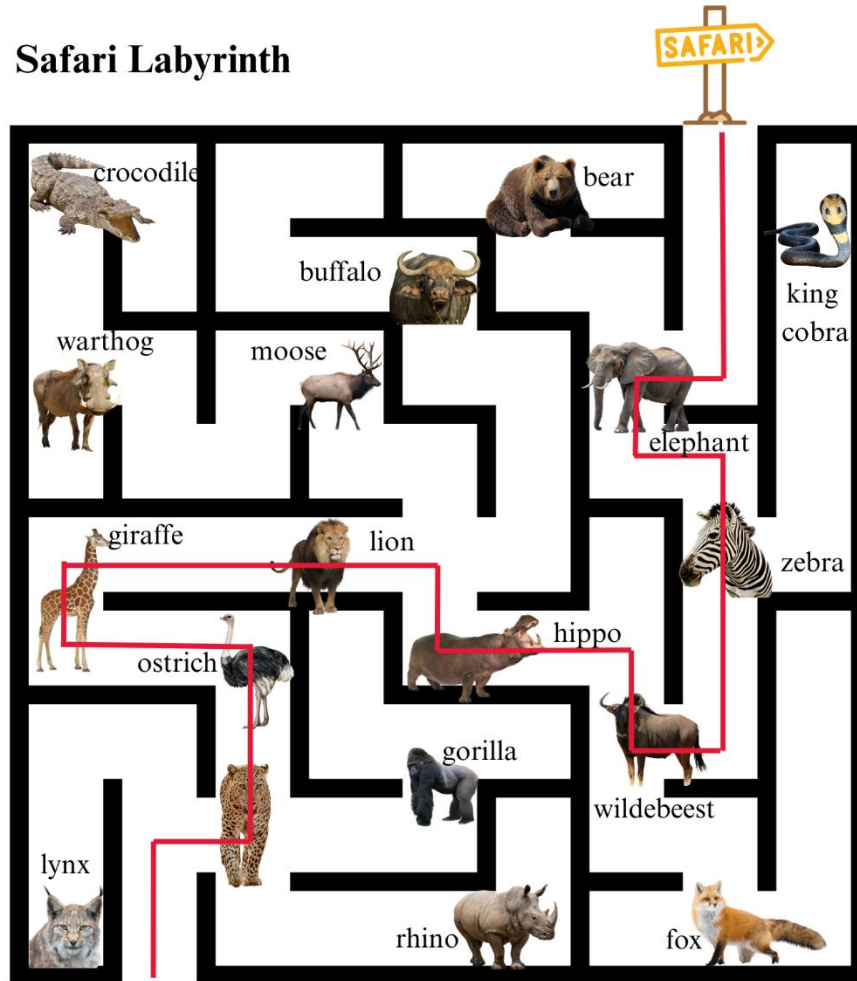 SAFARI
Safari Labyrinth
crocodile
bear
buffalo
king
cobra
warthog
moose
elephant
giraffe
lion
zebra
hippo
ostrich
gorilla
wildebeest
lynx
rhino
fox